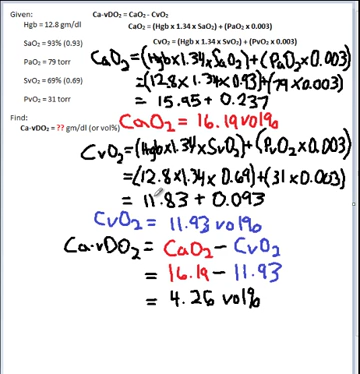 Given:
Ca-vDO2 = CaO2 - CvO2
Hgb = 12.8 gm/dl
CaO2 = (Hgb x 1.34 x SaO2) + (PaO2 x 0.003)
SaO2 = 93% (0.93)
CvO2 = (Hgb x 1.34 x SvO2) + (PvO2 x 0.003)
PaO2 = 79 torr
SvO2 = 69% (0.69)
PvO2 = 31 torr
Find:
Ca-vDO2 = ?? gm/dl (or vol%)
CaO2 = (Hgb x 1.34 x SaO2) + (PaO2 x 0.003)
= (12.8 x 1.34 x 0.93) + (79 x 0.003)
= 15.95 + 0.237
CaO2 = 16.19 vol%
CvO2 = (Hgb x 1.34 x SvO2) + (PvO2 x 0.003)
= (12.8 x 1.34 x 0.69) + (31 x 0.003)
= 11.83 + 0.093
CvO2 = 11.93 vol%
Ca-vDO2 = CaO2 - CvO2
= 16.19 - 11.93
= 4.26 vol%